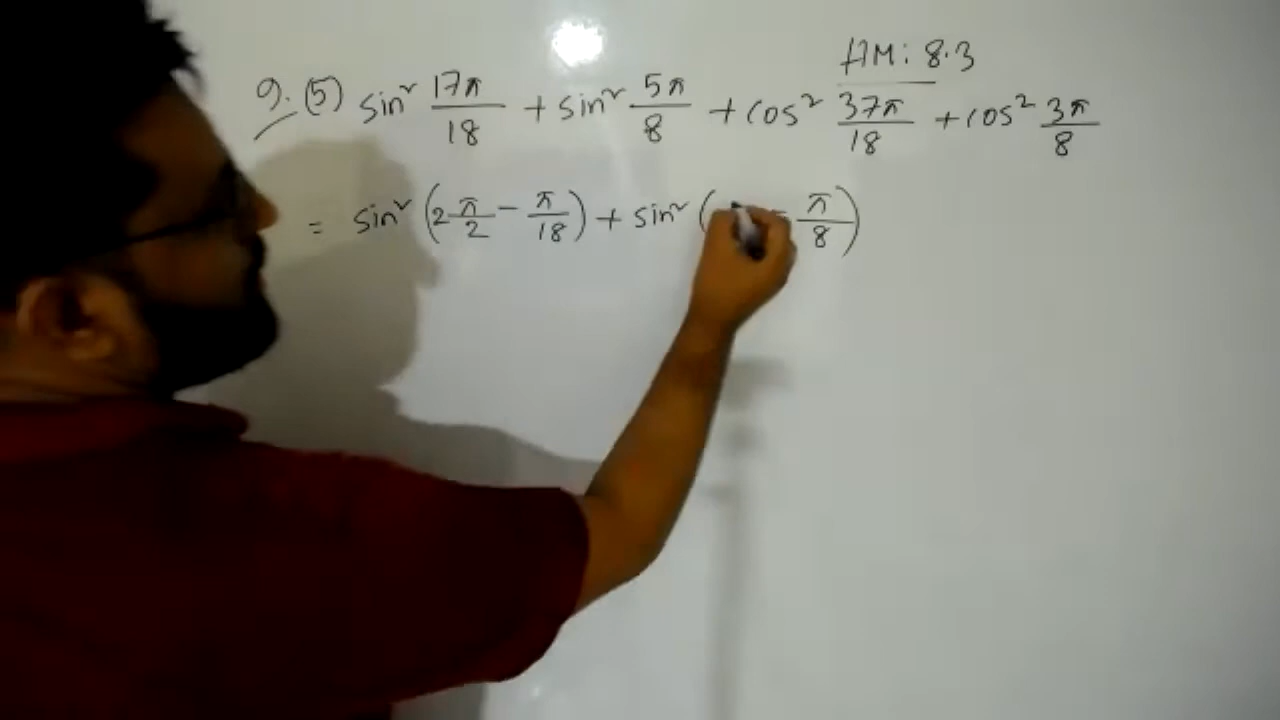 HM: 8.3
9. (5) sin² 17π/18 + sin² 5π/8 + cos² 37π/18 + cos² 3π/8
= sin² (2 π/2 - π/18) + sin² ( - π/8)